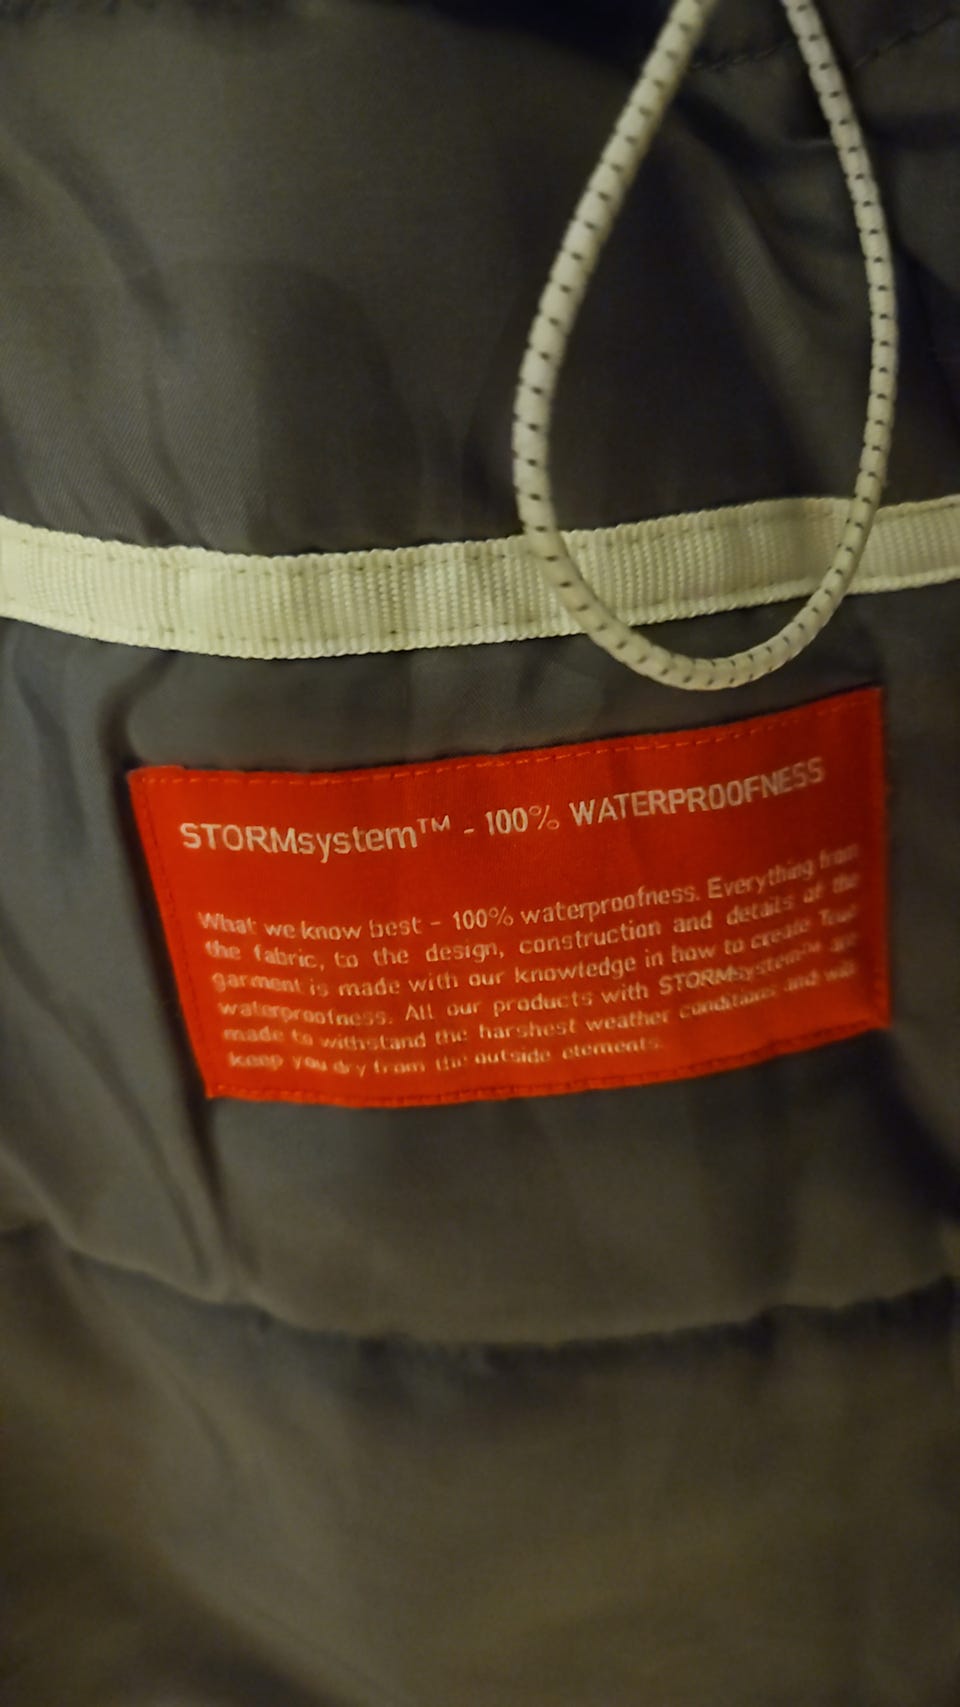 STORMsystem™ - 100% WATERPROOFNESS
What we know best - 100% waterproofness. Everything from
the fabric, to the design, construction and details of the
garment is made with our knowledge in how to create True
waterproofness. All our products with STORMsystem™ are
made to withstand the harshest weather conditions and will
keep you dry from the outside elements.